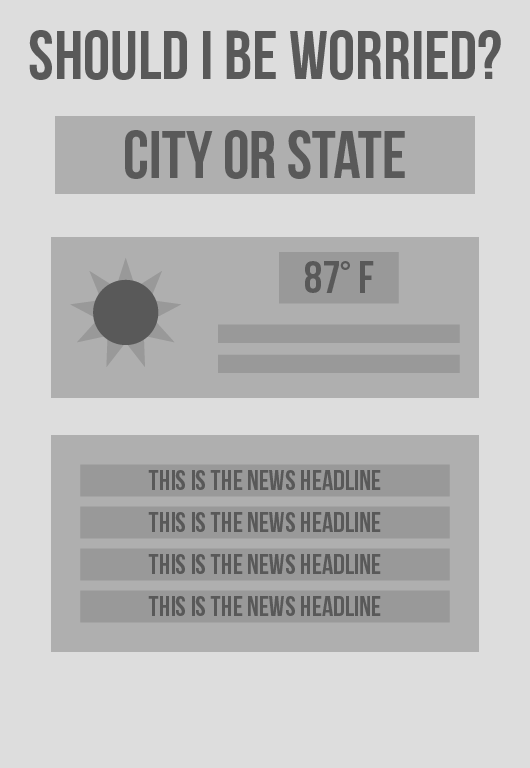 SHOULD I BE WORRIED?
CITY OR STATE
87° F
THIS IS THE NEWS HEADLINE
THIS IS THE NEWS HEADLINE
THIS IS THE NEWS HEADLINE
THIS IS THE NEWS HEADLINE